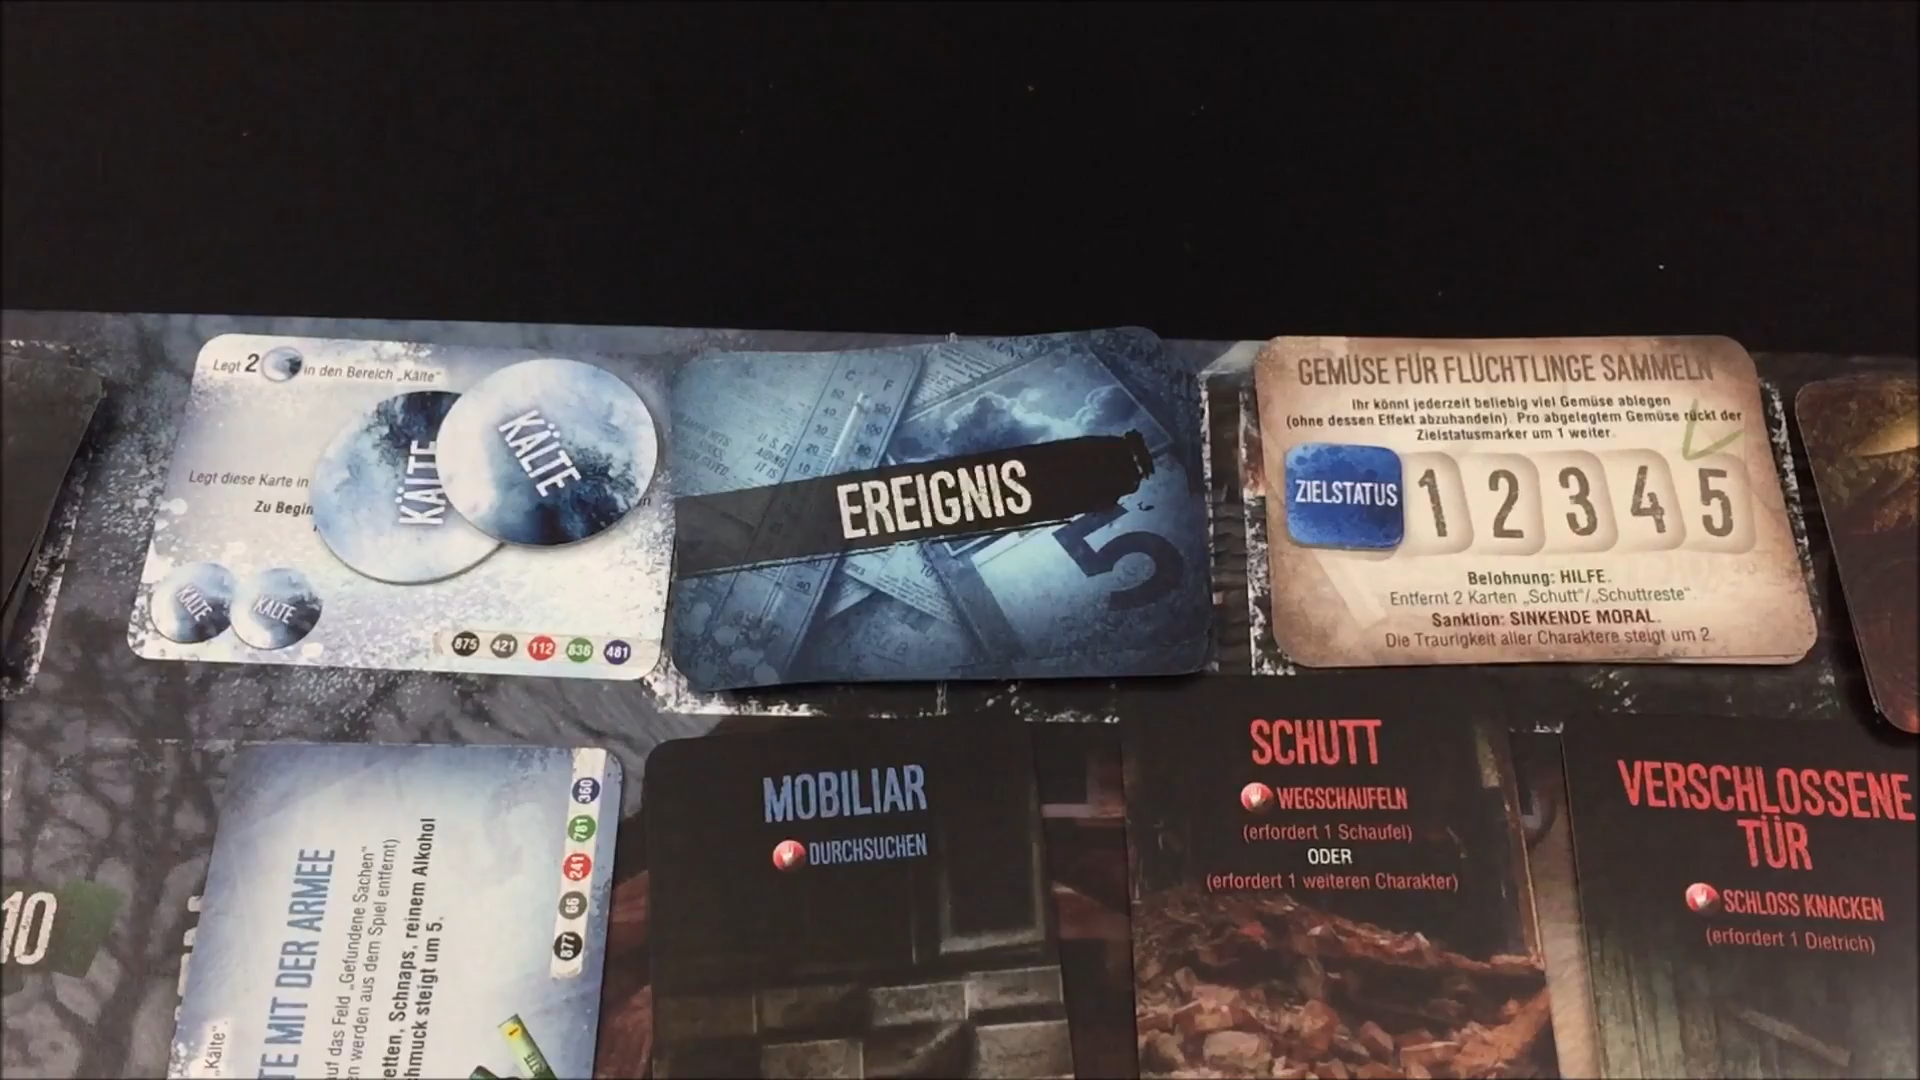 Legt 2 in den Bereich „Kälte“
Legt diese Karte in
Zu Begin
KÄLTE
KÄLTE
KÄLTE
KÄLTE
875 421 112 836 481
EREIGNIS
5
GEMÜSE FÜR FLÜCHTLINGE SAMMELN
Ihr könnt jederzeit beliebig viel Gemüse ablegen
(ohne dessen Effekt abzuhandeln). Pro abgelegtem Gemüse rückt der
Zielstatusmarker um 1 weiter.
ZIELSTATUS 1 2 3 4 5
Belohnung: HILFE.
Entfernt 2 Karten „Schutt“/„Schuttreste“.
Sanktion: SINKENDE MORAL.
Die Traurigkeit aller Charaktere steigt um 2.
10
„Kälte“.
TE MIT DER ARMEE
uf das Feld „Gefundene Sachen“
en werden aus dem Spiel entfernt)
etten, Schnaps, reinem Alkohol
chmuck steigt um 5.
877 66 241 781 360
MOBILIAR
DURCHSUCHEN
SCHUTT
WEGSCHAUFELN
(erfordert 1 Schaufel)
ODER
(erfordert 1 weiteren Charakter)
VERSCHLOSSENE
TÜR
SCHLOSS KNACKEN
(erfordert 1 Dietrich)